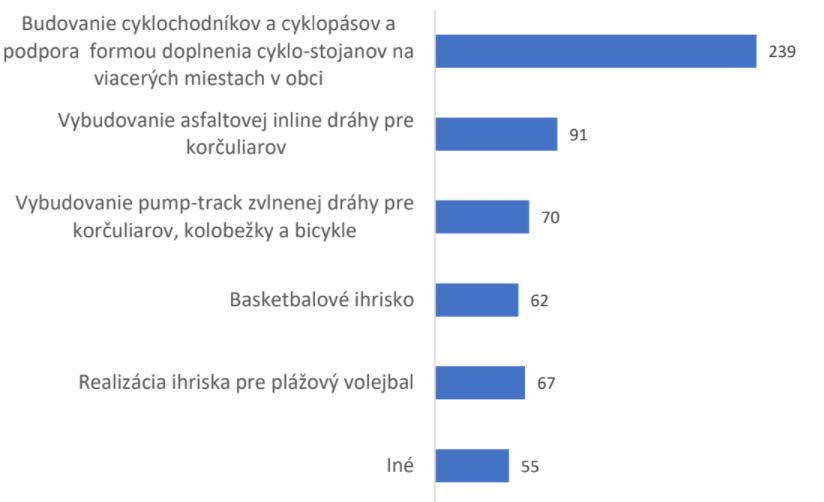 Budovanie cyklochodníkov a cyklopásov a
podpora  formou doplnenia cyklo-stojanov na
viacerých miestach v obci
239
Vybudovanie asfaltovej inline dráhy pre
korčuliarov
91
Vybudovanie pump-track zvlnenej dráhy pre
korčuliarov, kolobežky a bicykle
70
Basketbalové ihrisko
62
Realizácia ihriska pre plážový volejbal
67
Iné
55